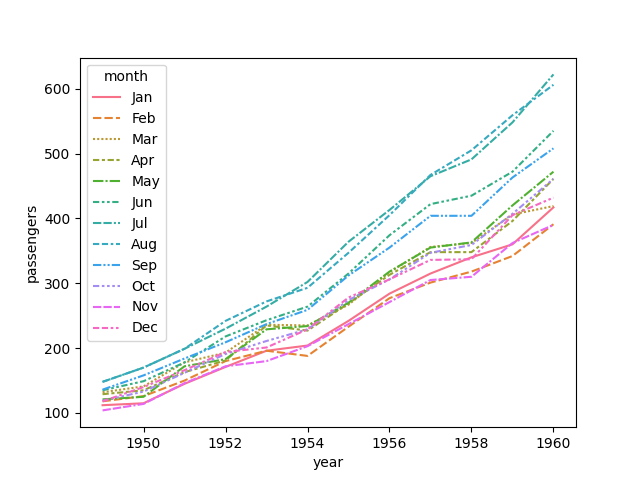 month
Jan
Feb
Mar
Apr
May
Jun
Jul
Aug
Sep
Oct
Nov
Dec
passengers
600
500
400
300
200
100
1950
1952
1954
1956
1958
1960
year